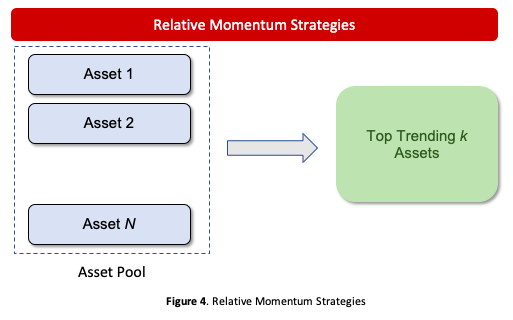 Relative Momentum Strategies
Asset 1
Asset 2
Asset N
Asset Pool
Top Trending k
Assets
Figure 4. Relative Momentum Strategies